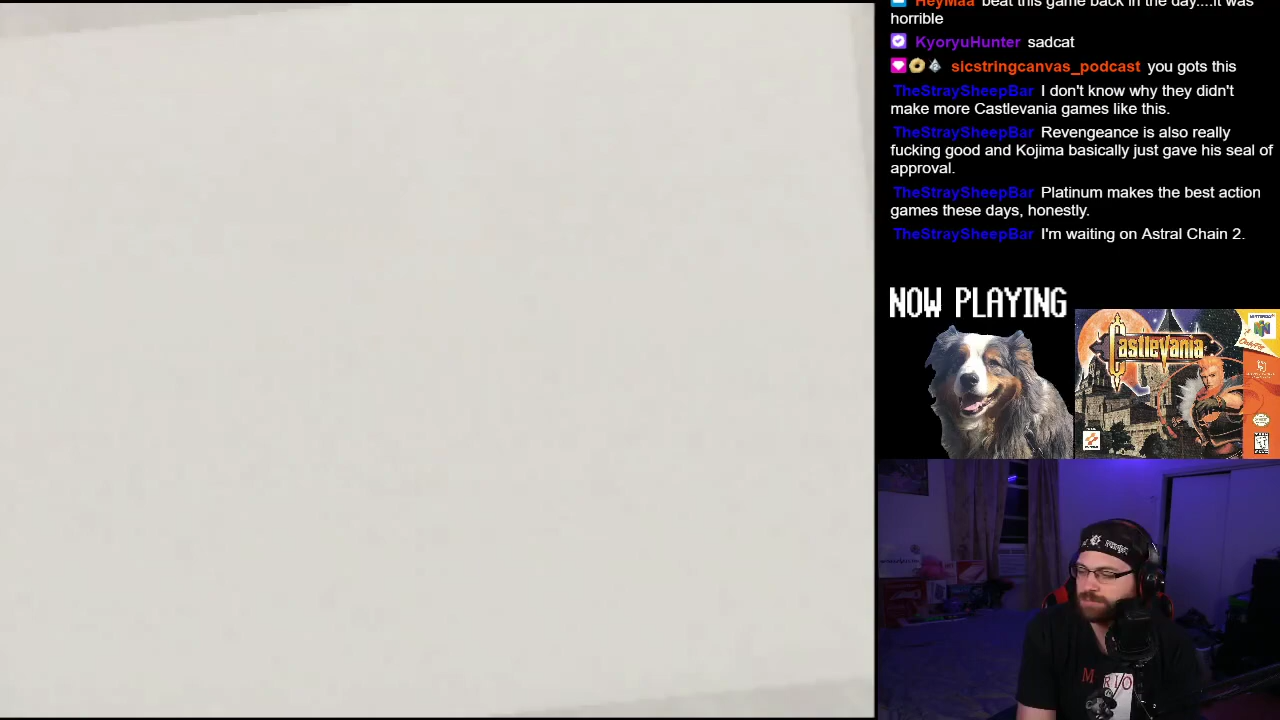 HeyMaa beat this game back in the day....it was
horrible
KyoryuHunter sadcat
sicstringcanvas_podcast you gots this
TheStraySheepBar I don't know why they didn't
make more Castlevania games like this.
TheStraySheepBar Revengeance is also really
fucking good and Kojima basically just gave his seal of
approval.
TheStraySheepBar Platinum makes the best action
games these days, honestly.
TheStraySheepBar I'm waiting on Astral Chain 2.
NOW PLAYING
Castlevania